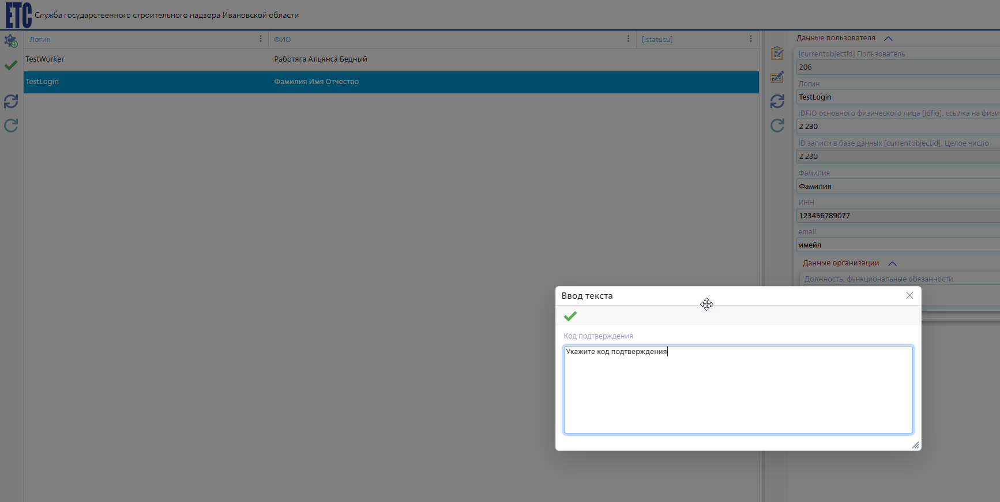 ETC Служба государственного строительного надзора Ивановской области
Логин ФИО [istatusu]
TestWorker Работяга Альянса Бедный
TestLogin Фамилия Имя Отчество
Данные пользователя
[currentobjectid] Пользователь
206
Логин
TestLogin
IDFIO основного физического лица [idfio], ссылка на
2 230
ID записи в базе данных [currentobjectid], Целое число
2 230
Фамилия
Фамилия
ИНН
123456789077
email
имейл
Данные организации
Должность, функциональные обязанности
Ввод текста
Код подтверждения
Укажите код подтверждения